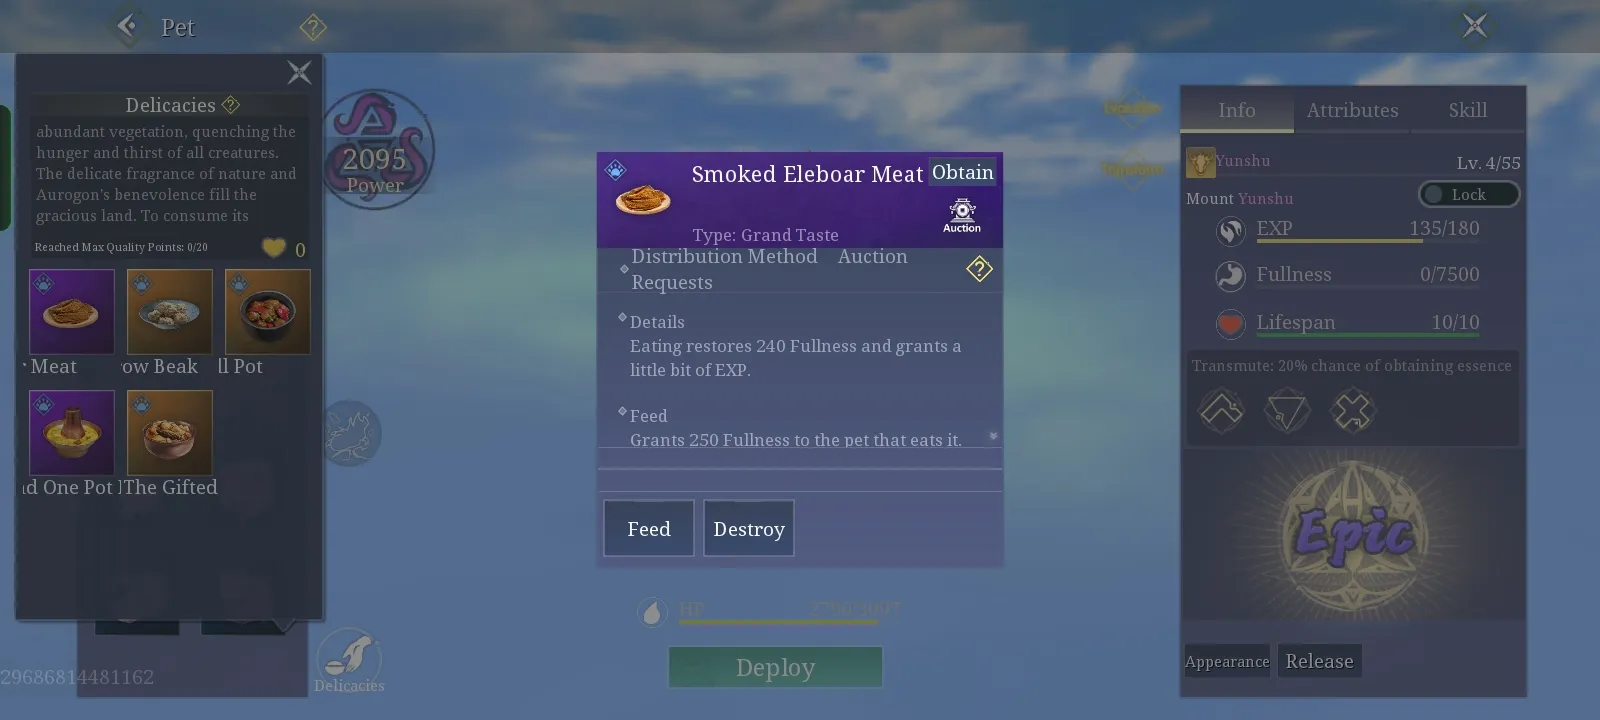 Pet
Delicacies
abundant vegetation, quenching the
hunger and thirst of all creatures.
The delicate fragrance of nature and
Aurogon's benevolence fill the
gracious land. To consume its
Reached Max Quality Points: 0/20
0
Meat
ow Beak
ll Pot
d One Pot
The Gifted
29686814481162
2095
Power
Delicacies
Smoked Eleboar Meat
Obtain
Auction
Type: Grand Taste
Distribution Method Auction
Requests
Details
Eating restores 240 Fullness and grants a
little bit of EXP.
Feed
Grants 250 Fullness to the pet that eats it.
Feed
Destroy
HP
Deploy
Info
Attributes
Skill
Yunshu
Lv. 4/55
Mount Yunshu
Lock
EXP 135/180
Fullness 0/7500
Lifespan 10/10
Transmute: 20% chance of obtaining essence
Epic
Appearance
Release